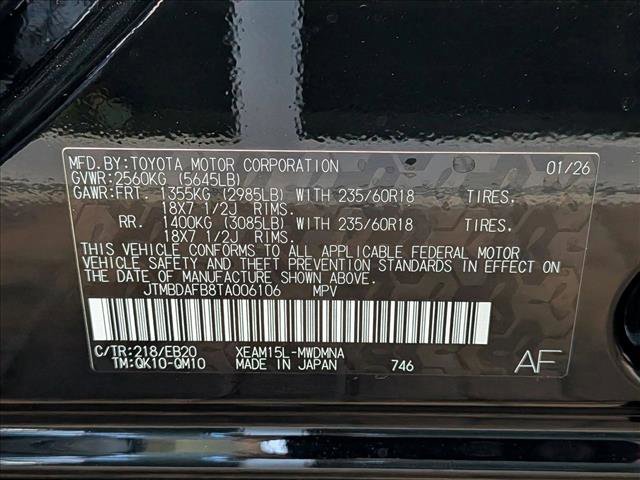 MFD.BY:TOYOTA MOTOR CORPORATION 01/26
GVWR:2560KG (5645LB)
GAWR:FRT. 1355KG (2985LB) WITH 235/60R18 TIRES.
18X7 1/2J RIMS.
RR. 1400KG (3085LB) WITH 235/60R18 TIRES.
18X7 1/2J RIMS.
THIS VEHICLE CONFORMS TO ALL APPLICABLE FEDERAL MOTOR
VEHICLE SAFETY AND THEFT PREVENTION STANDARDS IN EFFECT ON
THE DATE OF MANUFACTURE SHOWN ABOVE.
JTMBDAFB8TA006106 MPV
C/TR:218/EB20 XEAM15L-MWDMNA
TM:QK10-QM10 MADE IN JAPAN 746 AF